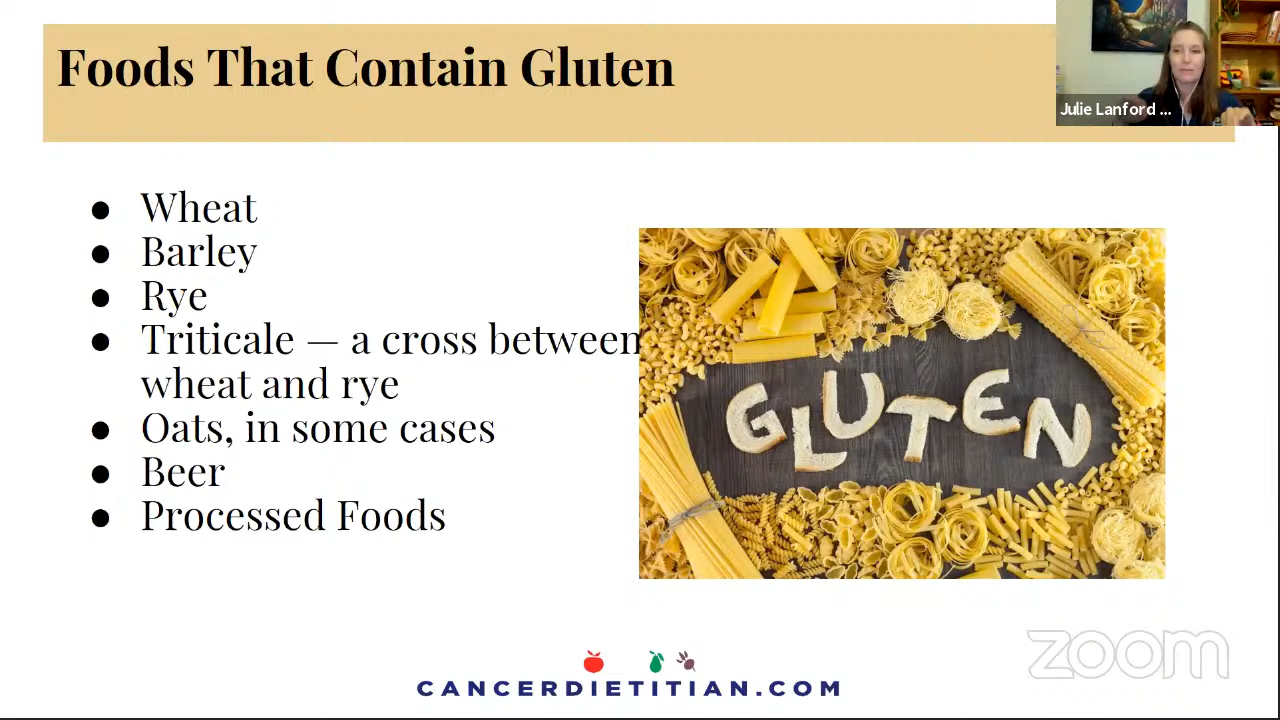 Foods That Contain Gluten
Julie Lanford ...
● Wheat
● Barley
● Rye
● Triticale — a cross between
wheat and rye
● Oats, in some cases
● Beer
● Processed Foods
GLUTEN
zoom
CANCERDIETITIAN.COM